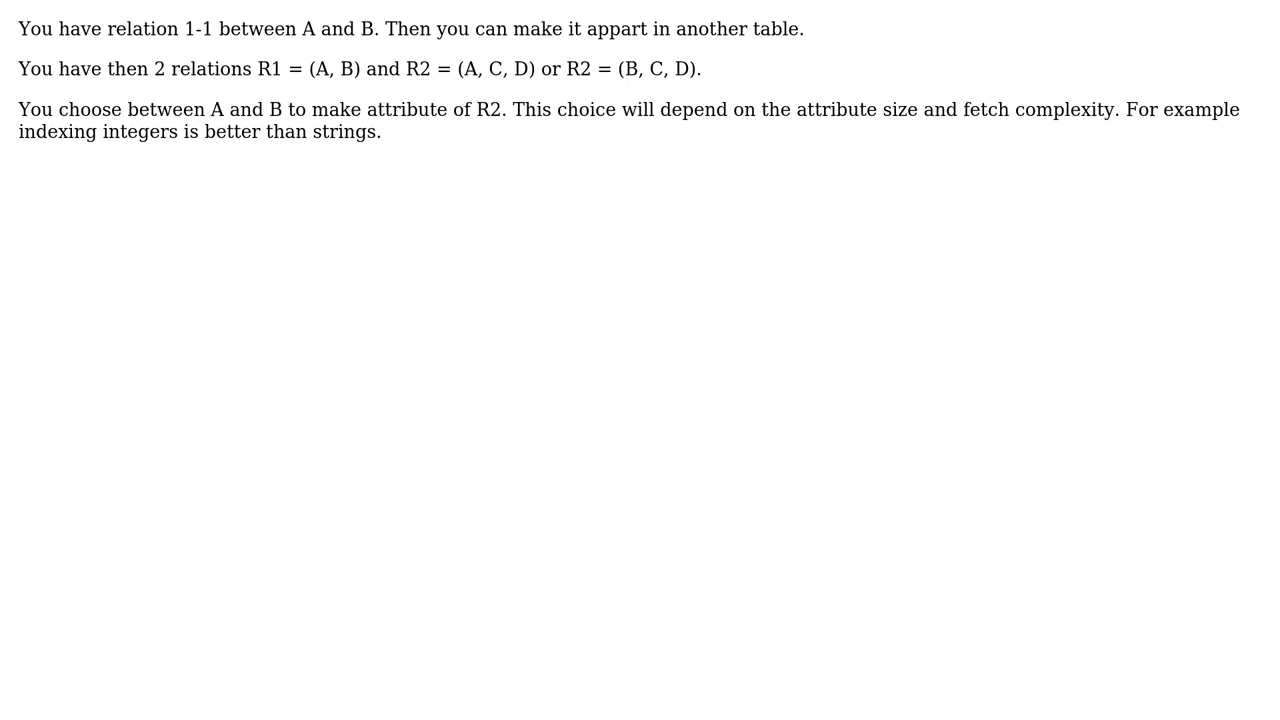 You have relation 1-1 between A and B. Then you can make it appart in another table.
You have then 2 relations R1 = (A, B) and R2 = (A, C, D) or R2 = (B, C, D).
You choose between A and B to make attribute of R2. This choice will depend on the attribute size and fetch complexity. For example
indexing integers is better than strings.